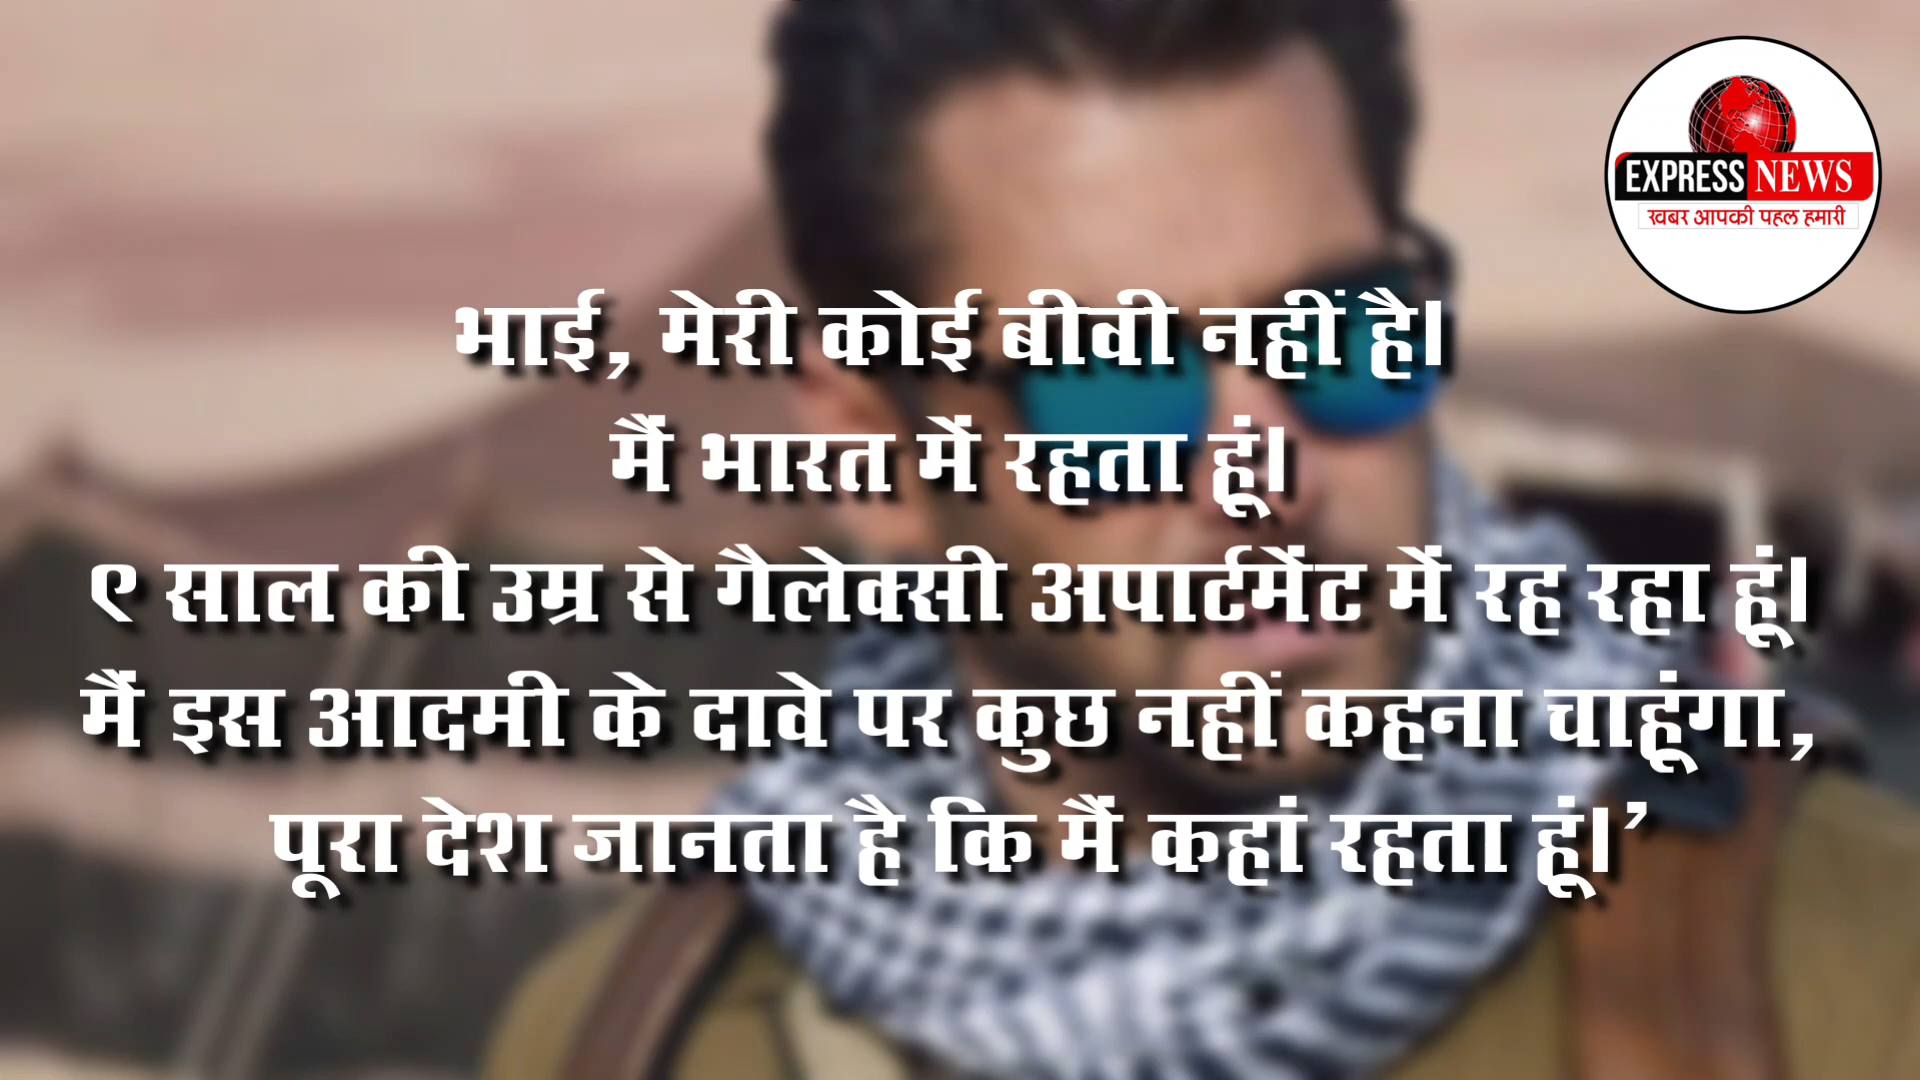 EXPRESS NEWS
खबर आपकी पहल हमारी
भाई, मेरी कोई बीवी नहीं है।
मैं भारत में रहता हूं।
९ साल की उम्र से गैलेक्सी अपार्टमेंट में रह रहा हूं।
मैं इस आदमी के दावे पर कुछ नहीं कहना चाहूंगा,
पूरा देश जानता है कि मैं कहां रहता हूं।’